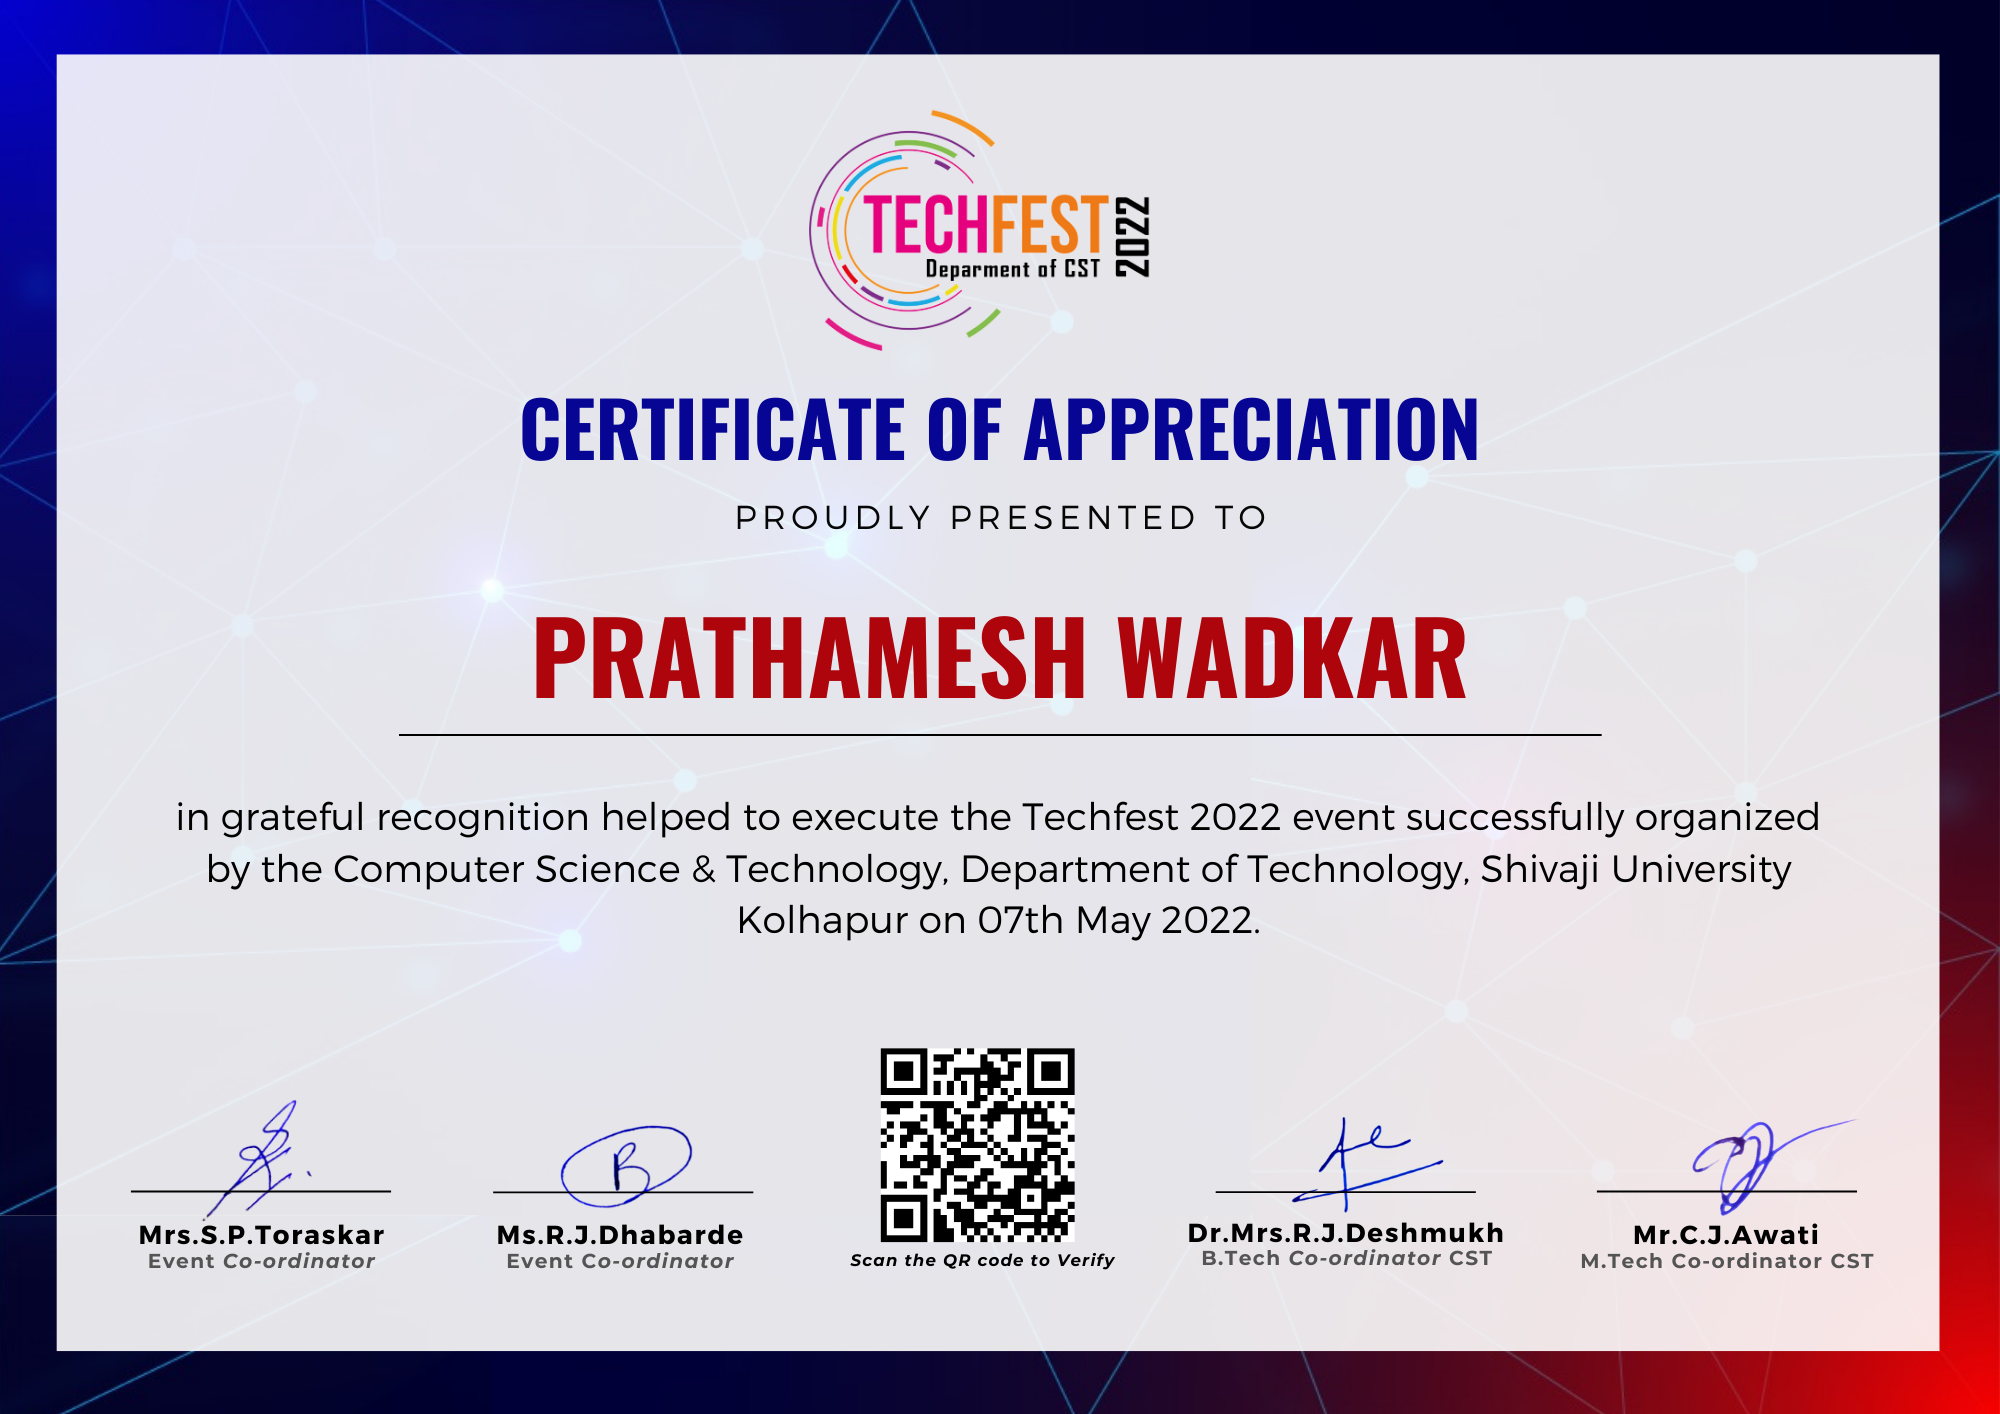 TECHFEST 2022
Deparment of CST
CERTIFICATE OF APPRECIATION
PROUDLY PRESENTED TO
PRATHAMESH WADKAR
in grateful recognition helped to execute the Techfest 2022 event successfully organized
by the Computer Science & Technology, Department of Technology, Shivaji University
Kolhapur on 07th May 2022.
B
Mrs.S.P.Toraskar
Event Co-ordinator
Ms.R.J.Dhabarde
Event Co-ordinator
Scan the QR code to Verify
Dr.Mrs.R.J.Deshmukh
B.Tech Co-ordinator CST
Mr.C.J.Awati
M.Tech Co-ordinator CST